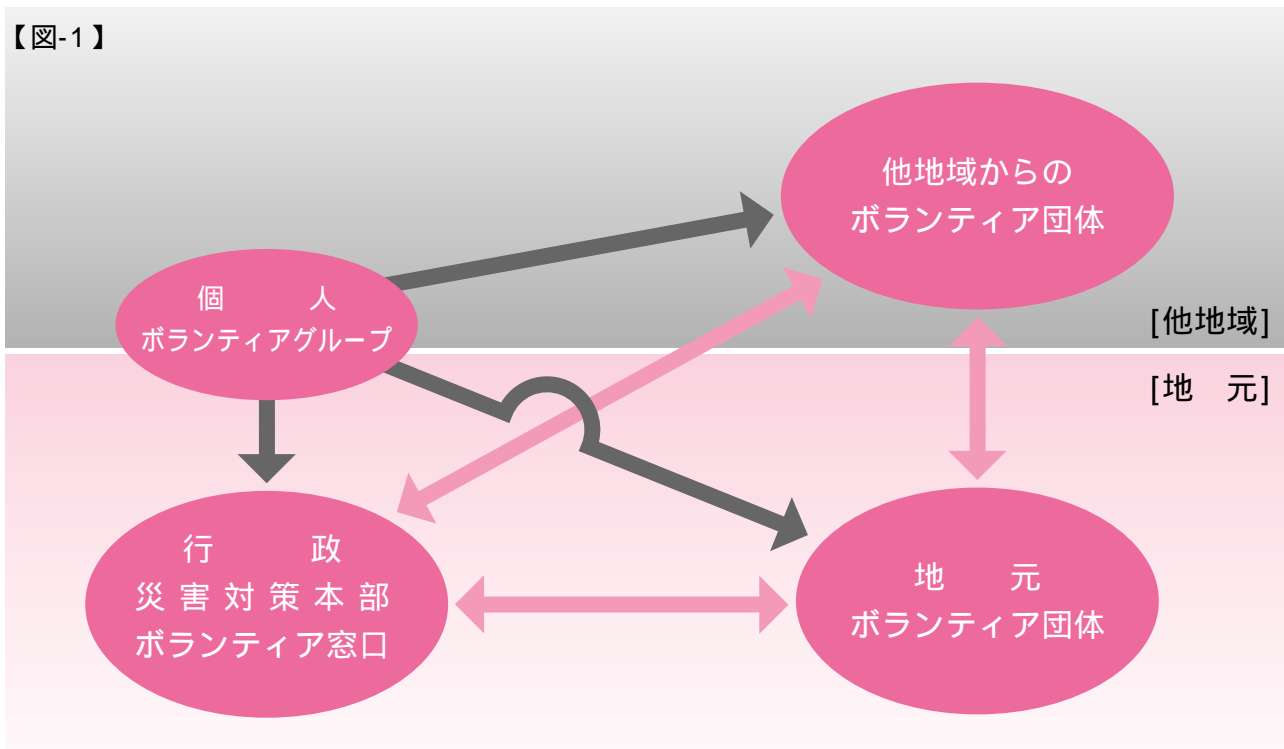 【図-1】
他地域からの
ボランティア団体
個　　人
ボランティアグループ
[他地域]
[地　元]
行　　政
災害対策本部
ボランティア窓口
地　元
ボランティア団体